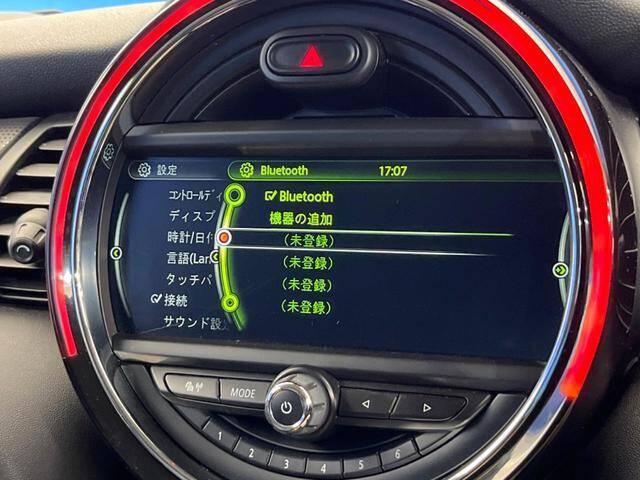 設定
Bluetooth
17:07
コントロールディ
ディスプ
時計/日付
言語(Lan
タッチパ
接続
サウンド設
Bluetooth
機器の追加
(未登録)
(未登録)
(未登録)
(未登録)
MODE
1
2
3
4
5
6